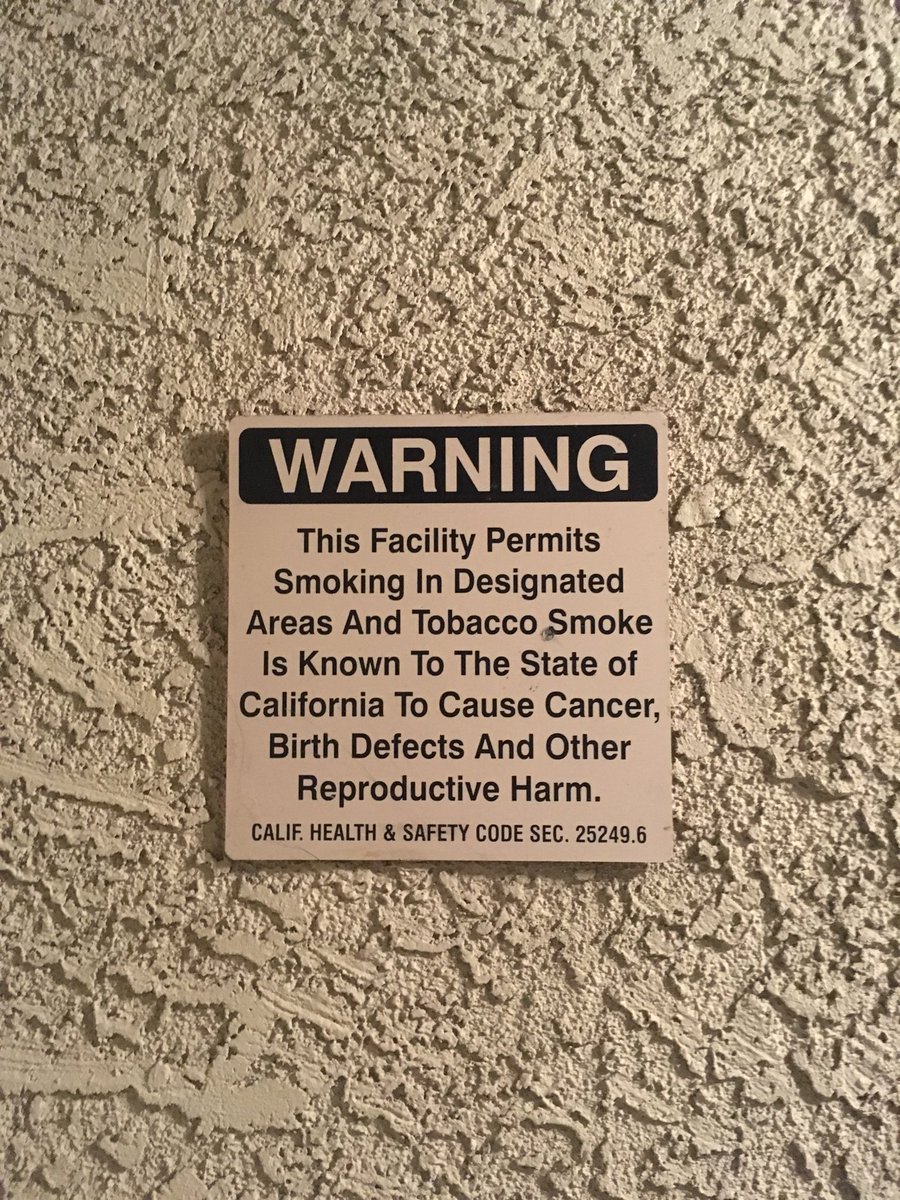 WARNING
This Facility Permits
Smoking In Designated
Areas And Tobacco Smoke
Is Known To The State of
California To Cause Cancer,
Birth Defects And Other
Reproductive Harm.
CALIF. HEALTH & SAFETY CODE SEC. 25249.6